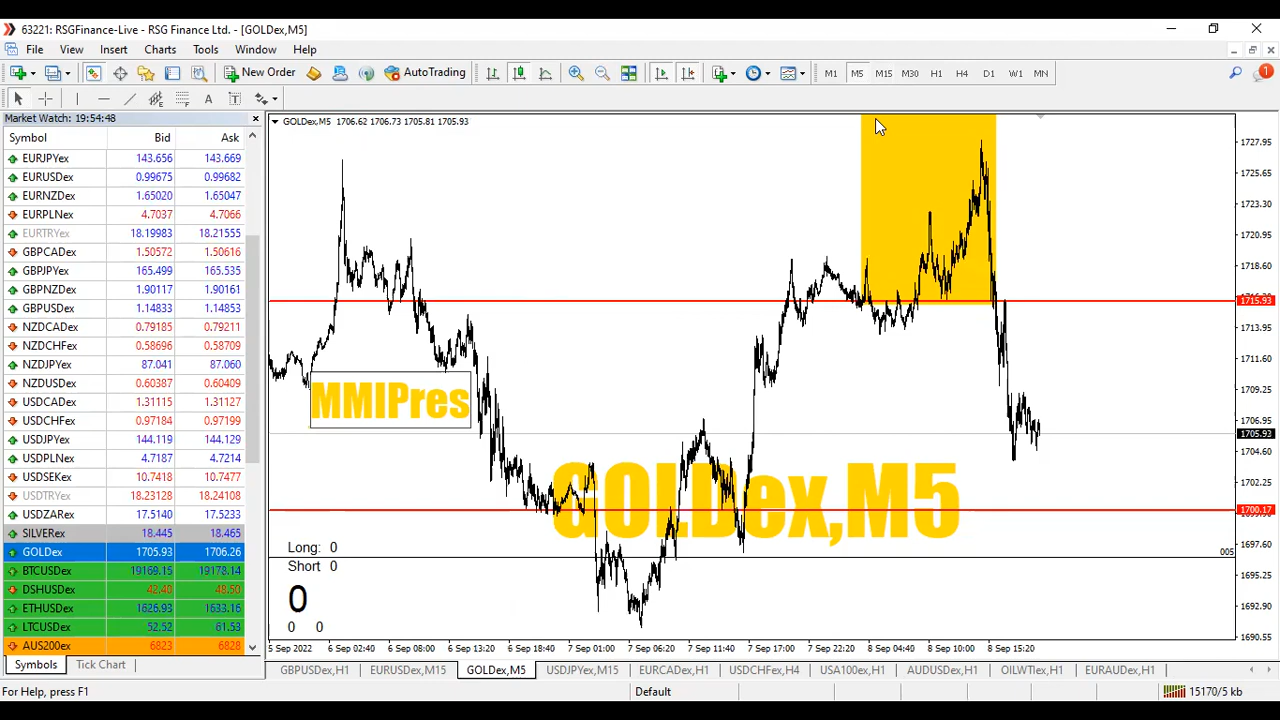 63221: RSGFinance-Live - RSG Finance Ltd. - [GOLDex,M5]
File View Insert Charts Tools Window Help
New Order AutoTrading M1 M5 M15 M30 H1 H4 D1 W1 MN 1
A T
Market Watch: 19:54:48
Symbol Bid Ask
EURJPYex 143.656 143.669
EURUSDex 0.99675 0.99682
EURNZDex 1.65020 1.65047
EURPLNex 4.7037 4.7066
EURTRYex 18.19983 18.21555
GBPCADex 1.50572 1.50616
GBPJPYex 165.499 165.535
GBPNZDex 1.90117 1.90161
GBPUSDex 1.14833 1.14853
NZDCADex 0.79185 0.79211
NZDCHFex 0.58696 0.58709
NZDJPYex 87.041 87.060
NZDUSDex 0.60387 0.60409
USDCADex 1.31115 1.31127
USDCHFex 0.97184 0.97199
USDJPYex 144.119 144.129
USDPLNex 4.7187 4.7214
USDSEKex 10.7418 10.7477
USDTRYex 18.23128 18.24108
USDZARex 17.5140 17.5233
SILVERex 18.445 18.465
GOLDex 1705.93 1706.26
BTCUSDex 19169.15 19178.14
DSHUSDex 42.40 48.50
ETHUSDex 1626.93 1633.16
LTCUSDex 52.52 61.53
AUS200ex 6823 6828
Symbols Tick Chart
GOLDex,M5 1706.62 1706.73 1705.81 1705.93
MMIPres
GOLDex,M5
Long: 0
Short 0
0
0 0
005
1727.95
1725.65
1723.30
1720.95
1718.60
1715.93
1713.95
1711.60
1709.25
1706.95
1705.93
1704.60
1702.25
1700.17
1697.60
1695.25
1692.90
1690.55
5 Sep 2022 6 Sep 02:40 6 Sep 08:00 6 Sep 13:20 6 Sep 18:40 7 Sep 01:00 7 Sep 06:20 7 Sep 11:40 7 Sep 17:00 7 Sep 22:20 8 Sep 04:40 8 Sep 10:00 8 Sep 15:20
GBPUSDex,H1 EURUSDex,M15 GOLDex,M5 USDJPYex,M15 EURCADex,H1 USDCHFex,H4 USA100ex,H1 AUDUSDex,H1 OILWTIex,H1 EURAUDex,H1
For Help, press F1 Default 15170/5 kb